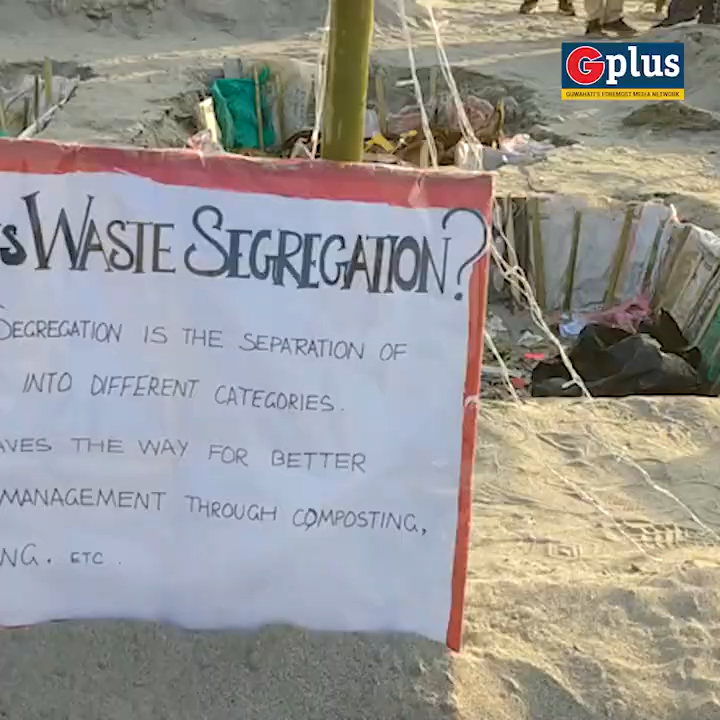 Gplus
GUWAHATI'S FOREMOST MEDIA NETWORK
S WASTE SEGREGATION?
SEGREGATION IS THE SEPARATION OF
INTO DIFFERENT CATEGORIES.
AVES THE WAY FOR BETTER
MANAGEMENT THROUGH COMPOSTING,
NG. ETC.